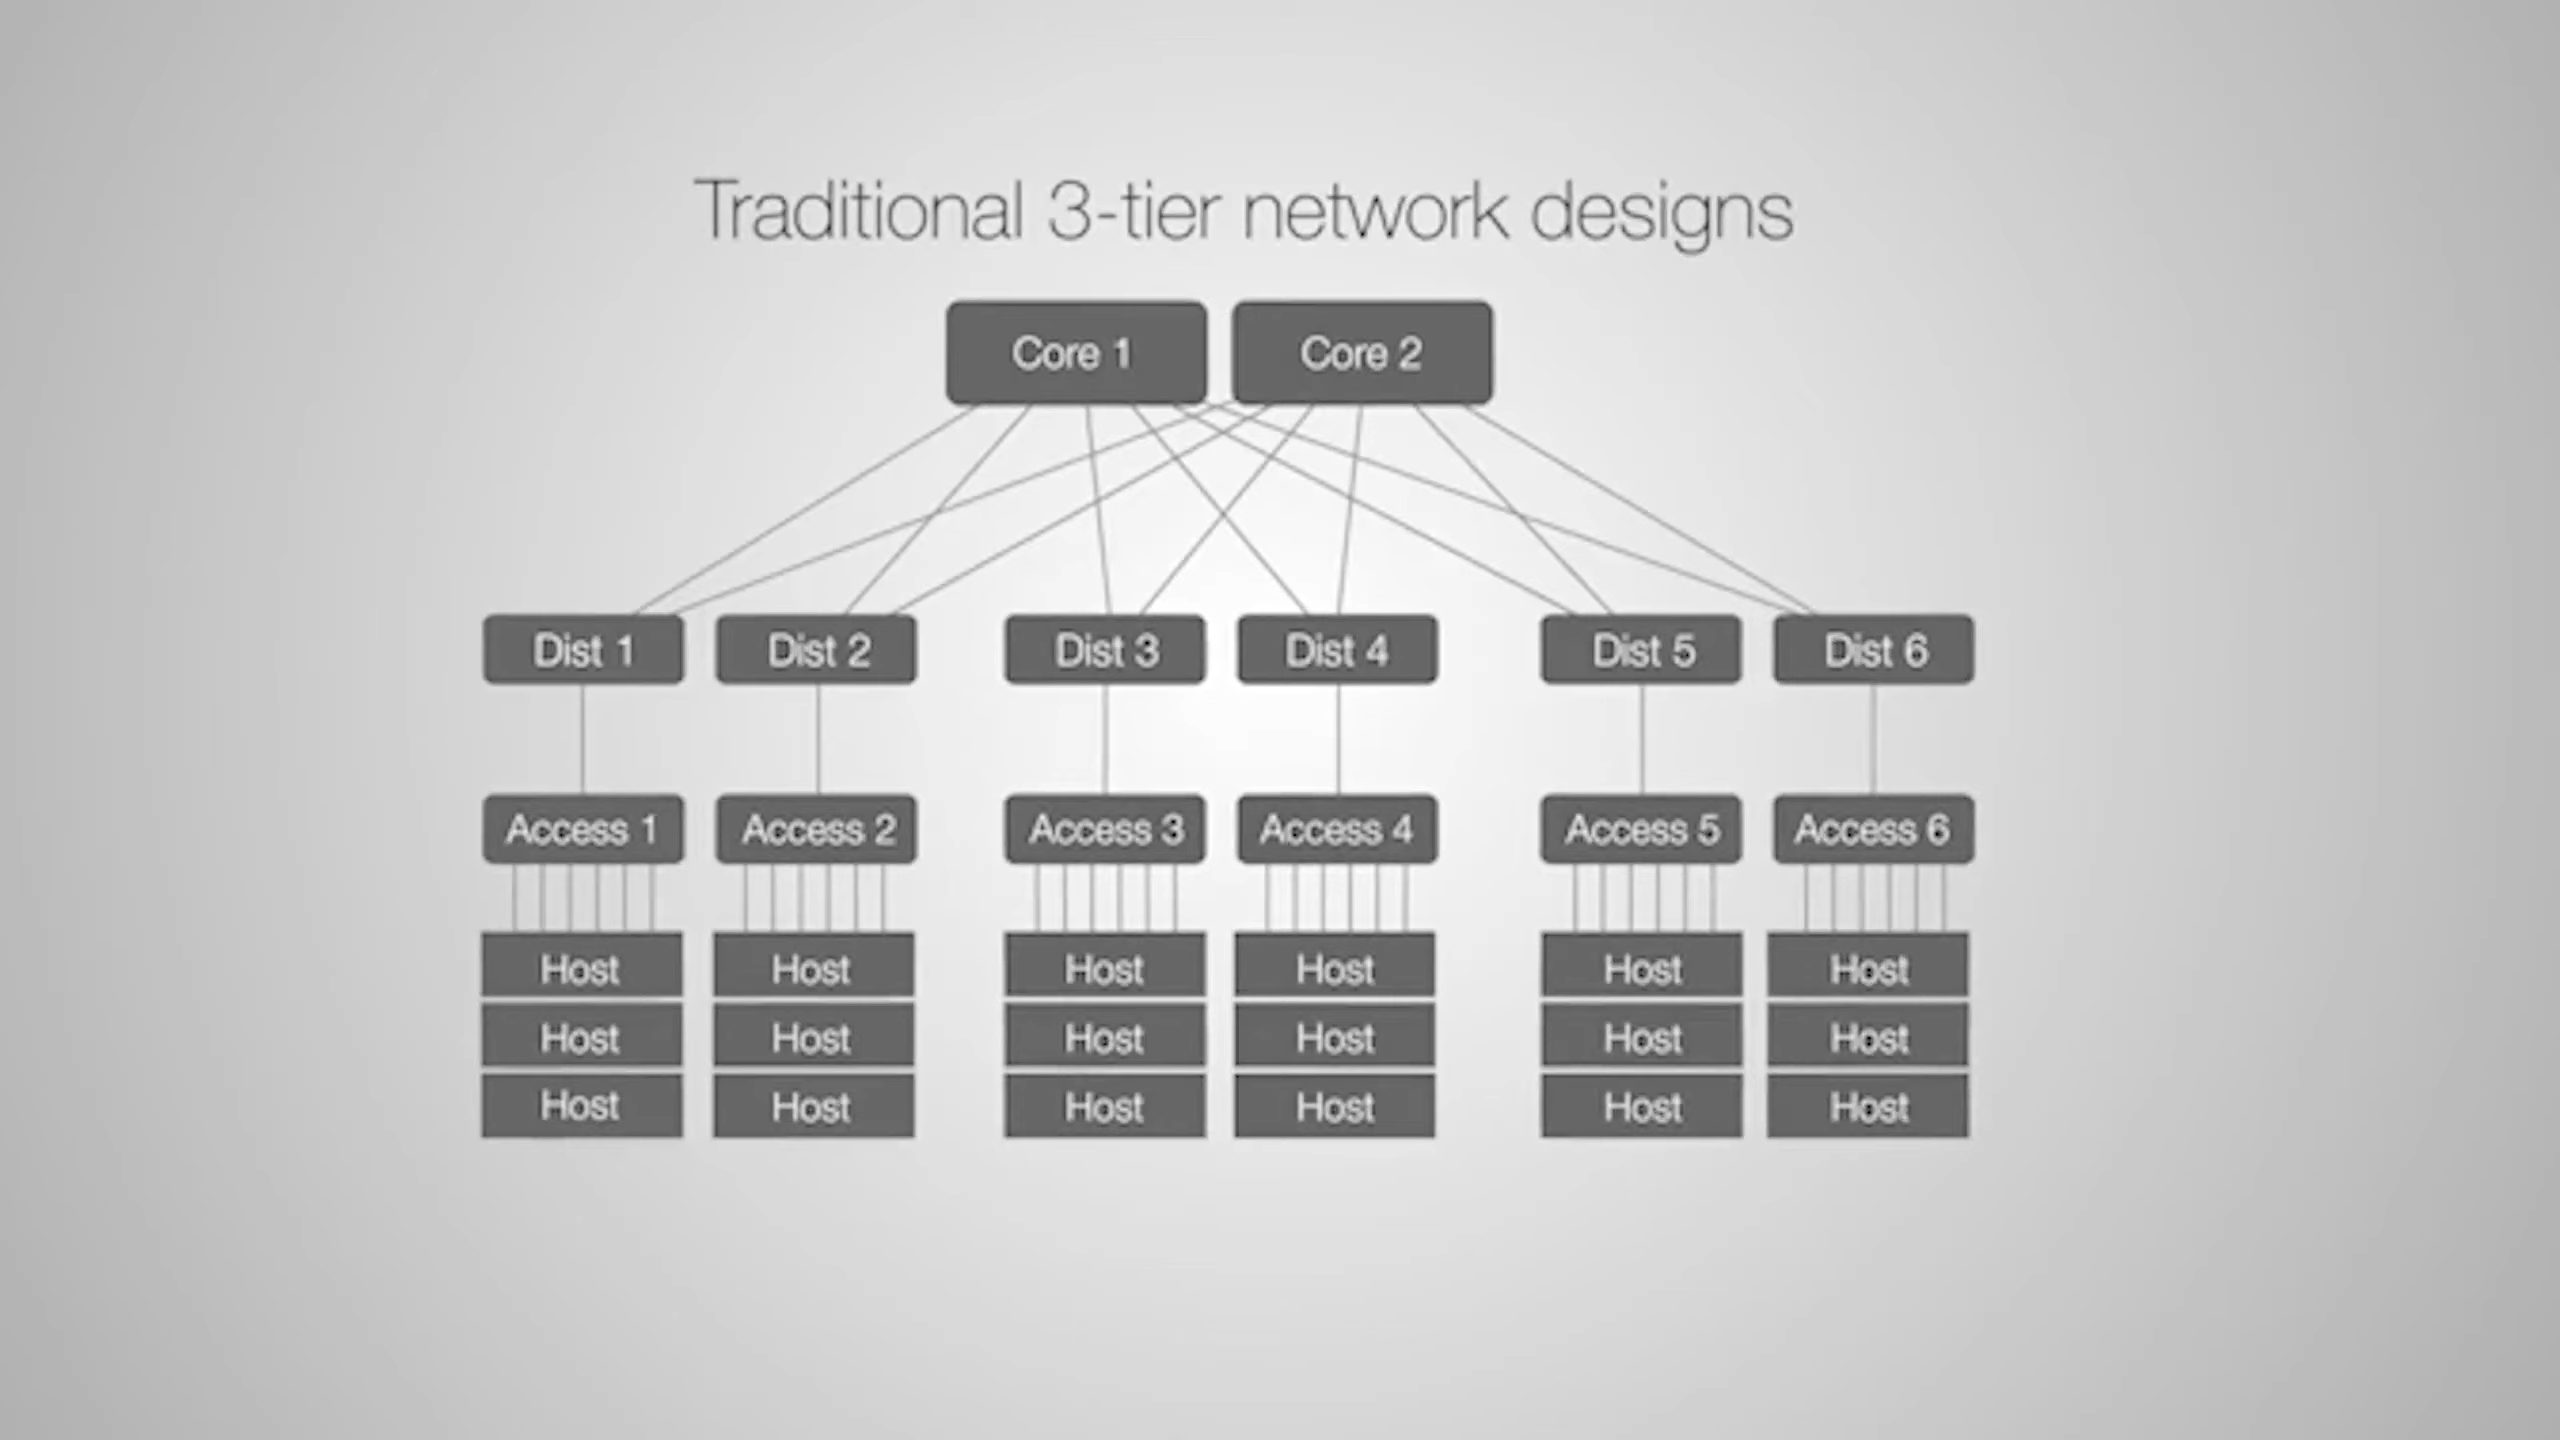 Traditional 3-tier network designs
Core 1 Core 2
Dist 1 Dist 2 Dist 3 Dist 4 Dist 5 Dist 6
Access 1 Access 2 Access 3 Access 4 Access 5 Access 6
Host Host Host Host Host Host
Host Host Host Host Host Host
Host Host Host Host Host Host